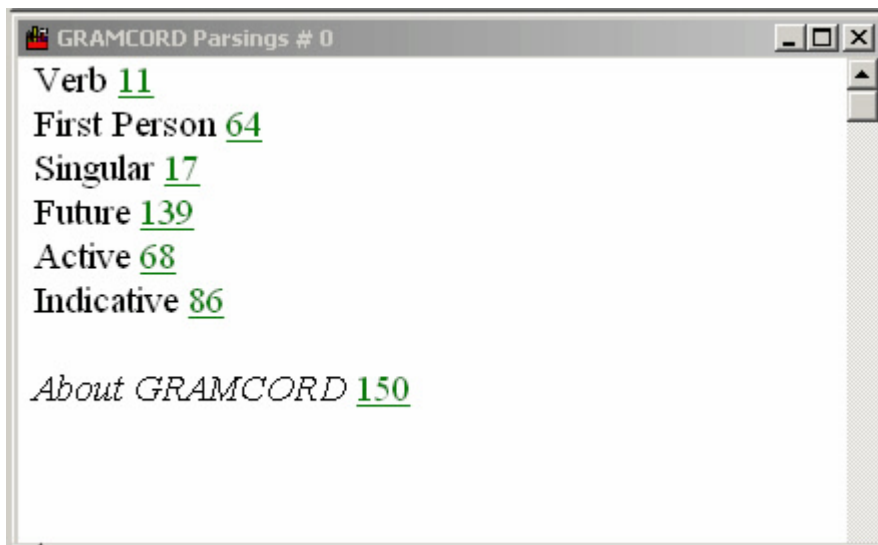 GRAMCORD Parsings # 0
Verb 11
First Person 64
Singular 17
Future 139
Active 68
Indicative 86
About GRAMCORD 150